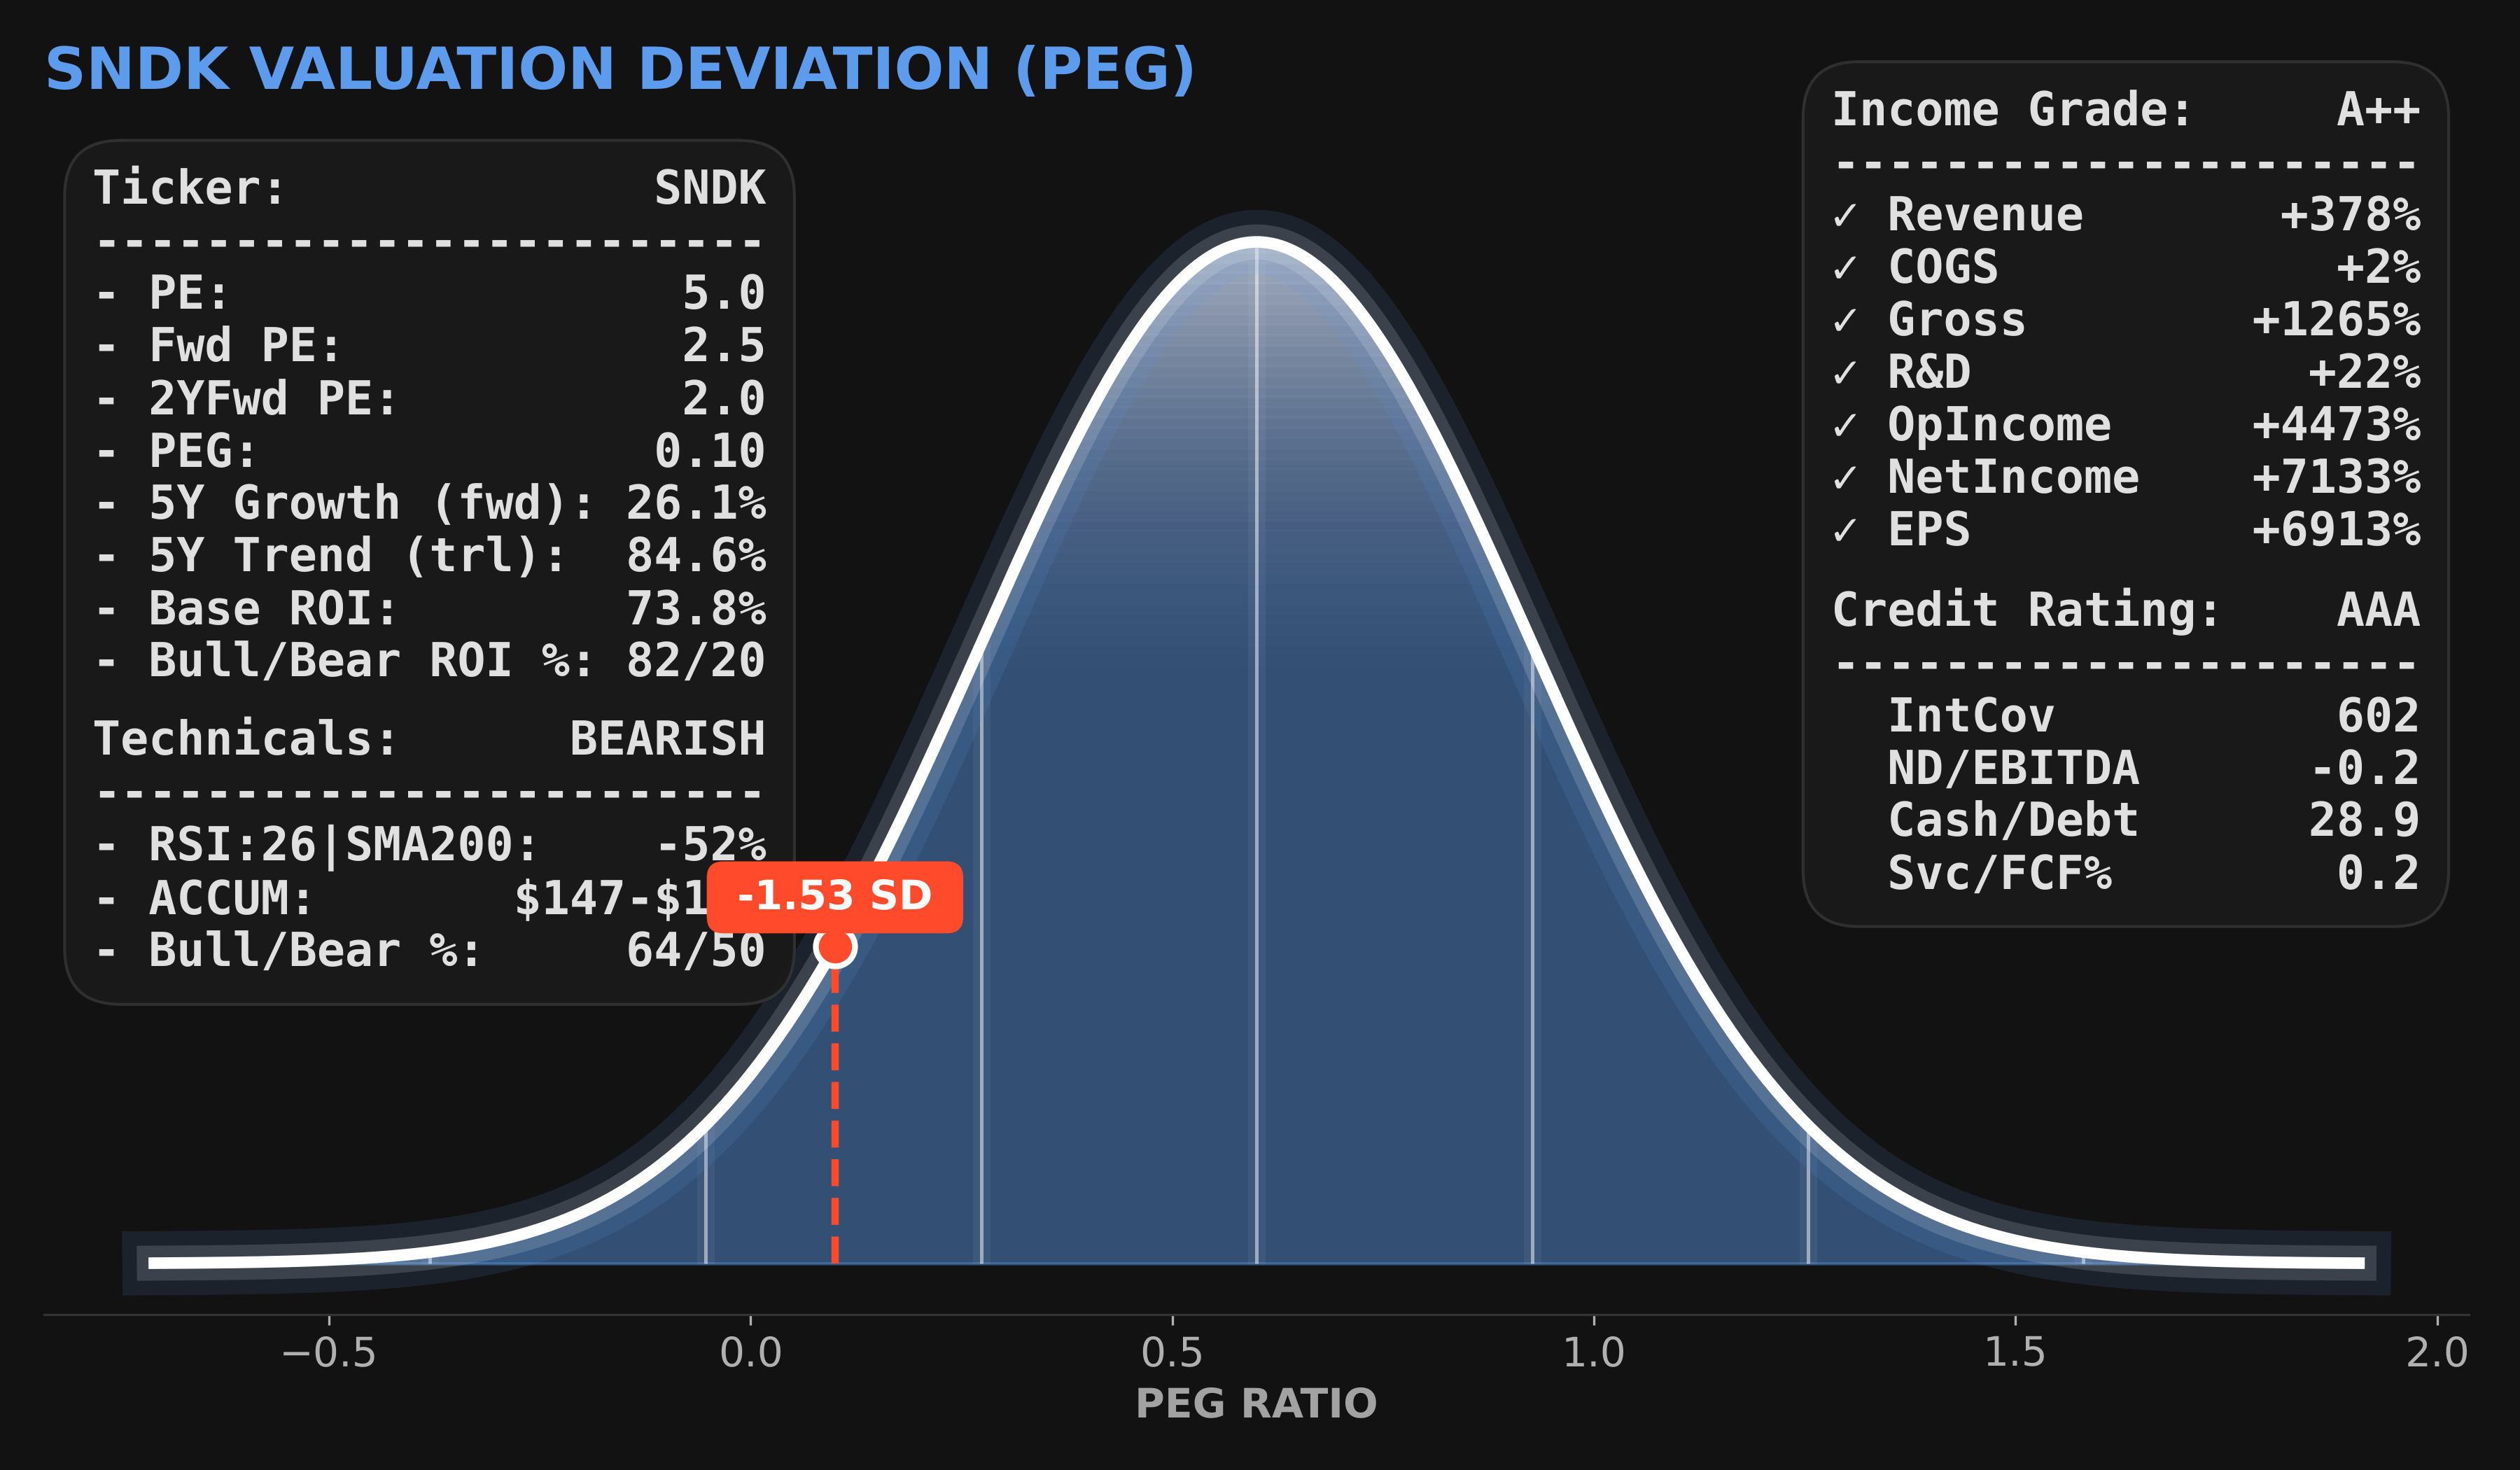 SNDK VALUATION DEVIATION (PEG)
Ticker: SNDK
-------------------------
- PE: 5.0
- Fwd PE: 2.5
- 2YFwd PE: 2.0
- PEG: 0.10
- 5Y Growth (fwd): 26.1%
- 5Y Trend (trl): 84.6%
- Base ROI: 73.8%
- Bull/Bear ROI %: 82/20
Technicals: BEARISH
-------------------------
- RSI:26|SMA200: -52%
- ACCUM: $147-$1
- Bull/Bear %: 64/50
-1.53 SD
Income Grade: A++
---------------------
✓ Revenue +378%
✓ COGS +2%
✓ Gross +1265%
✓ R&D +22%
✓ OpIncome +4473%
✓ NetIncome +7133%
✓ EPS +6913%
Credit Rating: AAA
---------------------
IntCov 602
ND/EBITDA -0.2
Cash/Debt 28.9
Svc/FCF% 0.2
−0.5 0.0 0.5 1.0 1.5 2.0
PEG RATIO